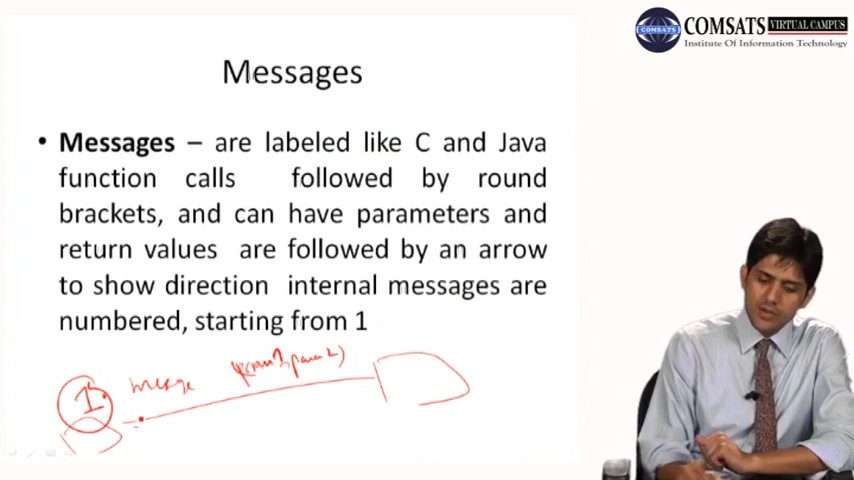 COMSATS VIRTUAL CAMPUS
COMSATS
Institute Of Information Technology
Messages
• Messages – are labeled like C and Java
function calls followed by round
brackets, and can have parameters and
return values are followed by an arrow
to show direction internal messages are
numbered, starting from 1
1.